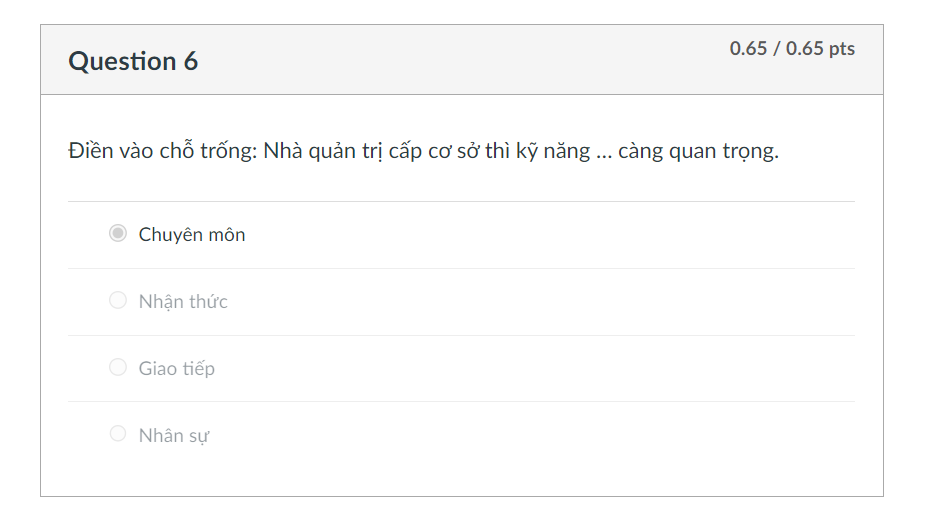 Question 6
0.65 / 0.65 pts
Điền vào chỗ trống: Nhà quản trị cấp cơ sở thì kỹ năng ... càng quan trọng.
Chuyên môn
Nhận thức
Giao tiếp
Nhân sự